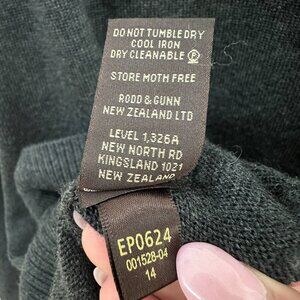 DO NOT TUMBLE DRY
COOL IRON
DRY CLEANABLE P
STORE MOTH FREE
RODD & GUNN
NEW ZEALAND LTD
LEVEL 1,326A
NEW NORTH RD
KINGSLAND 1021
NEW ZEALAND
EP0624
001528-04
14